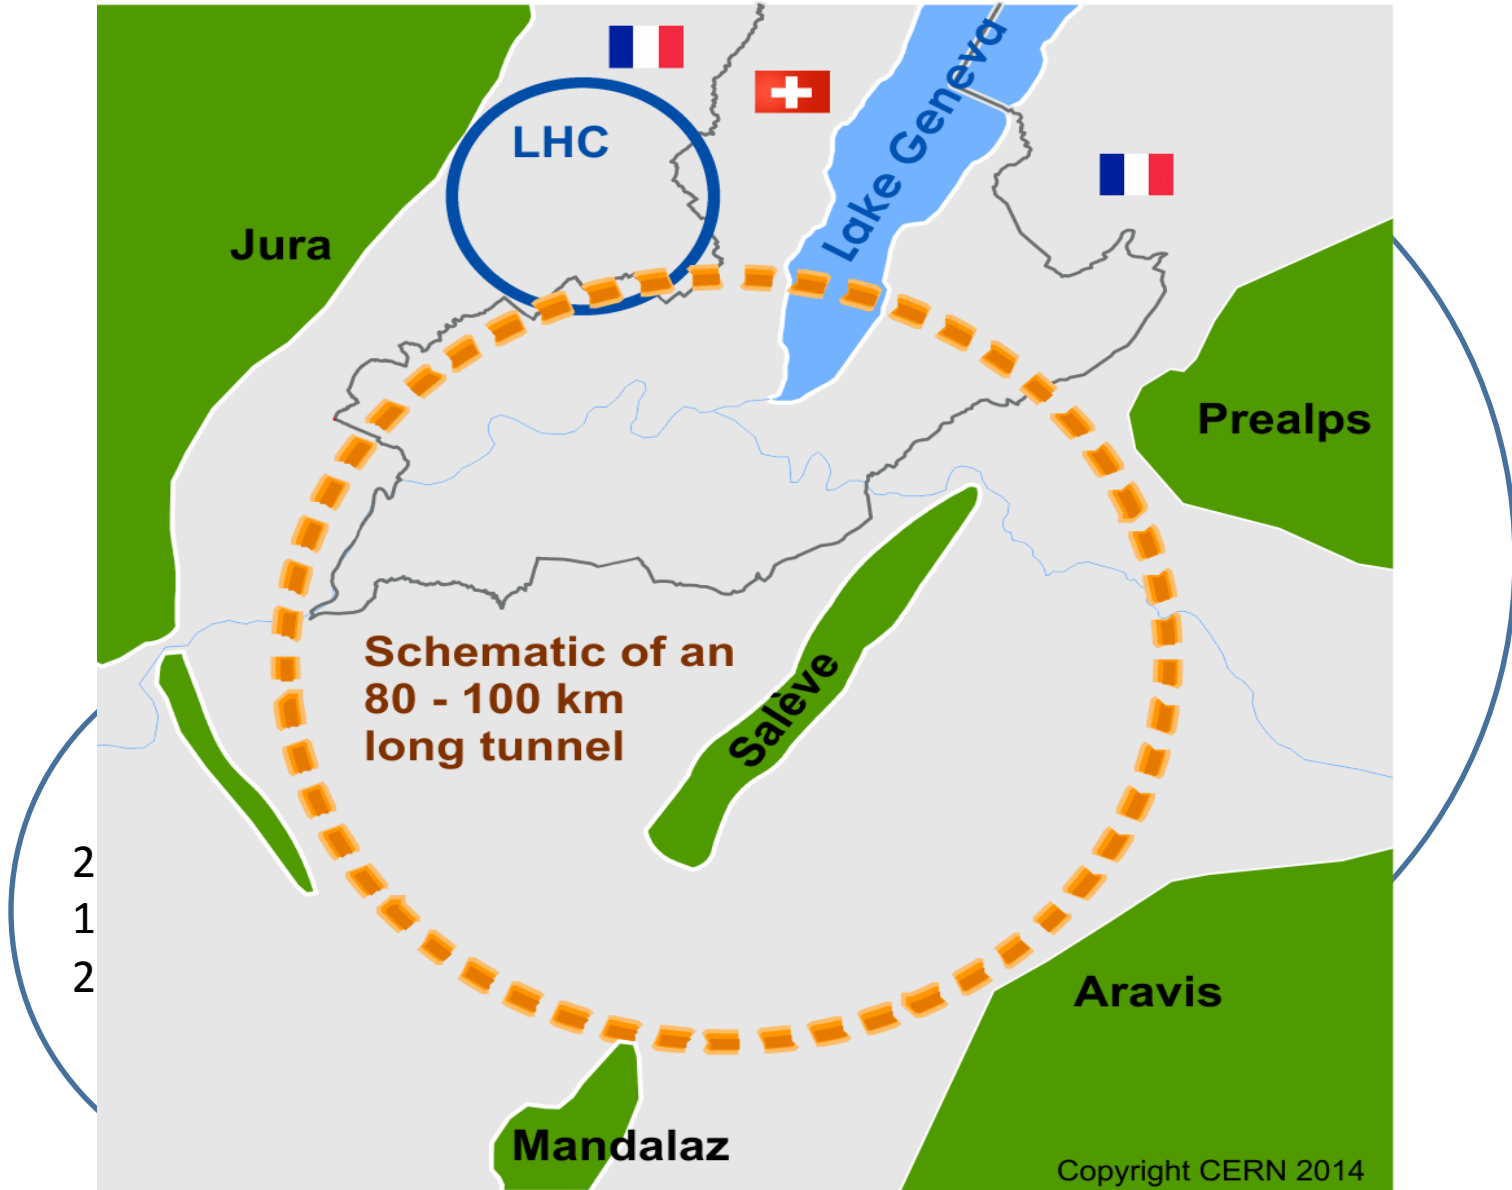 LHC
Lake Geneva
Jura
Prealps
Schematic of an
80 - 100 km
long tunnel
Salève
2
1
2
Aravis
Mandalaz
Copyright CERN 2014